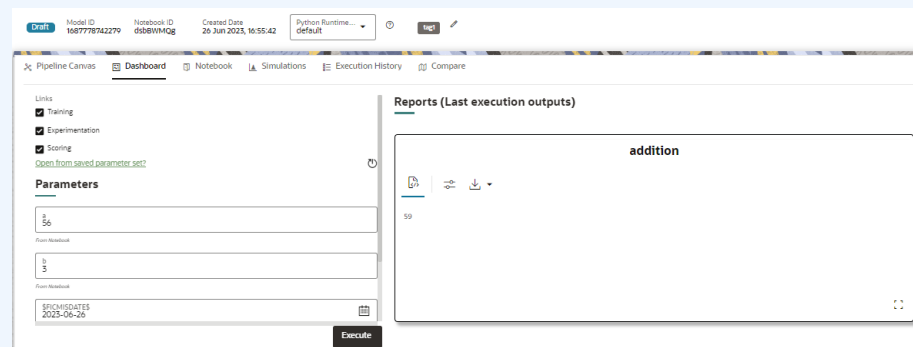 Draft
Model ID
1687778742279
Notebook ID
dsbBWMQg
Created Date
26 Jun 2023, 16:55:42
Python Runtime...
default
tag1
Pipeline Canvas
Dashboard
Notebook
Simulations
Execution History
Compare
Links
Training
Experimentation
Scoring
Open from saved parameter set?
Parameters
a
56
From Notebook
b
3
From Notebook
$FICMISDATE$
2023-06-26
Execute
Reports (Last execution outputs)
addition
59